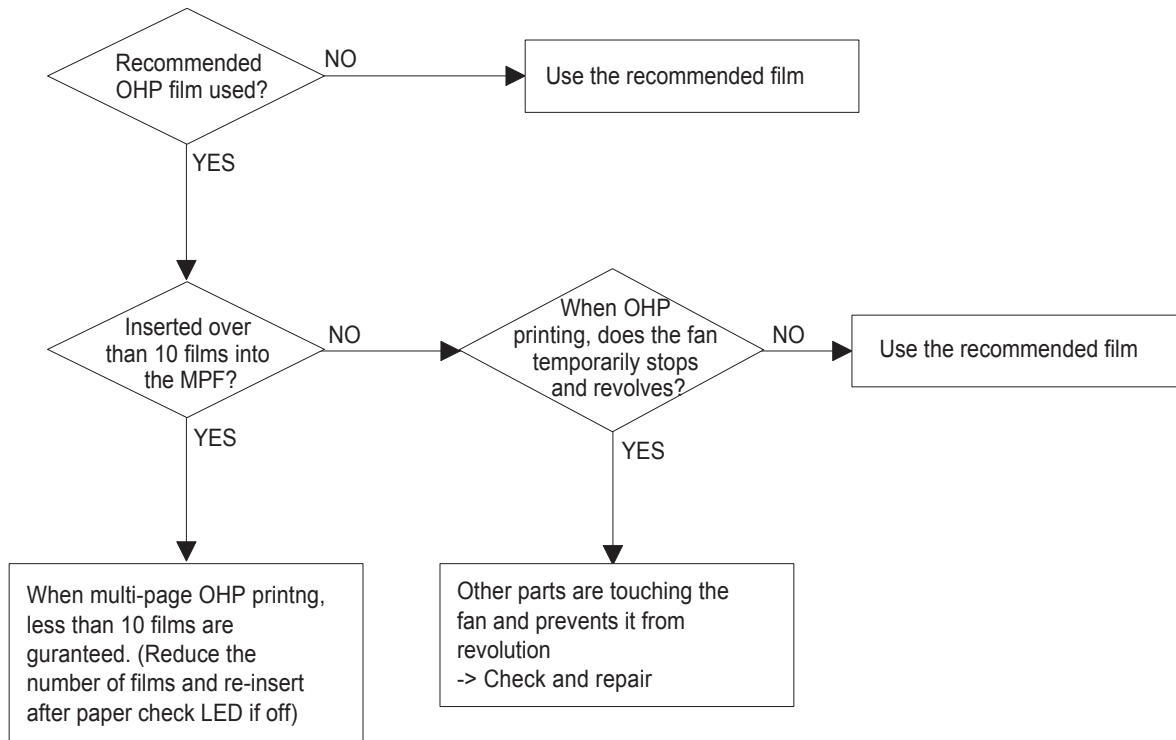 Recommended
OHP film used?
NO
Use the recommended film
YES
Inserted over
than 10 films into
the MPF?
NO
When OHP
printing, does the fan
temporarily stops
and revolves?
NO
Use the recommended film
YES
YES
When multi-page OHP printng,
less than 10 films are
guranteed. (Reduce the
number of films and re-insert
after paper check LED if off)
Other parts are touching the
fan and prevents it from
revolution
-> Check and repair